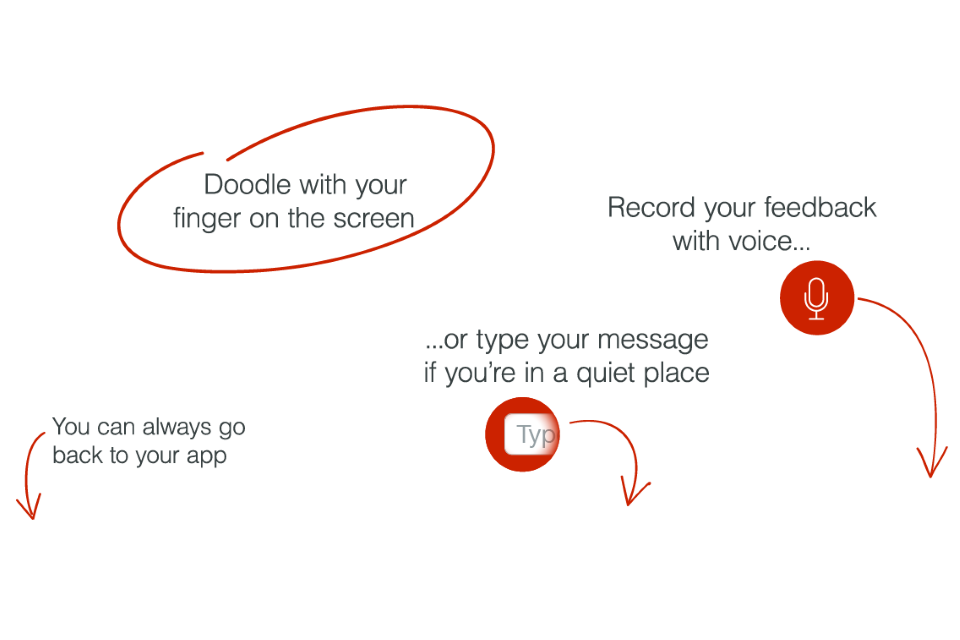 Doodle with your
finger on the screen
Record your feedback
with voice...
...or type your message
if you're in a quiet place
Typ
You can always go
back to your app